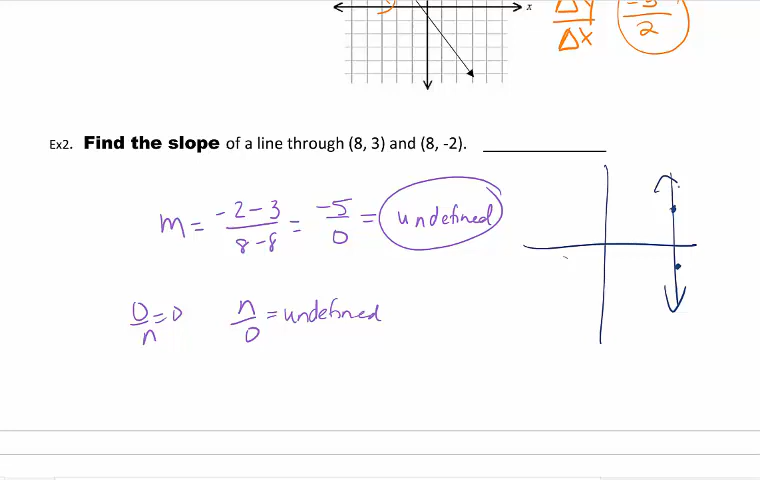 x
ΔY/ΔX -3/2
Ex2. Find the slope of a line through (8, 3) and (8, -2). ____________
m = -2-3/8-8 = -5/0 = undefined
0/n = 0 n/0 = undefined